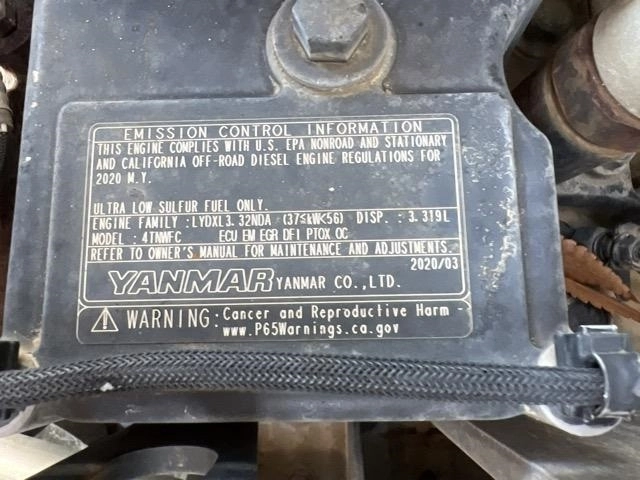 EMISSION CONTROL INFORMATION
THIS ENGINE COMPLIES WITH U.S. EPA NONROAD AND STATIONARY
AND CALIFORNIA OFF-ROAD DIESEL ENGINE REGULATIONS FOR
2020 M.Y.
ULTRA LOW SULFUR FUEL ONLY.
ENGINE FAMILY : LYDXL3.32NDA (37≤kW<56) DISP. : 3.319L
MODEL : 4TNWFC ECU EM EGR DFI PTOX OC
REFER TO OWNER'S MANUAL FOR MAINTENANCE AND ADJUSTMENTS.
2020/03
YANMAR YANMAR CO.,LTD.
WARNING: Cancer and Reproductive Harm -
www.P65Warnings.ca.gov